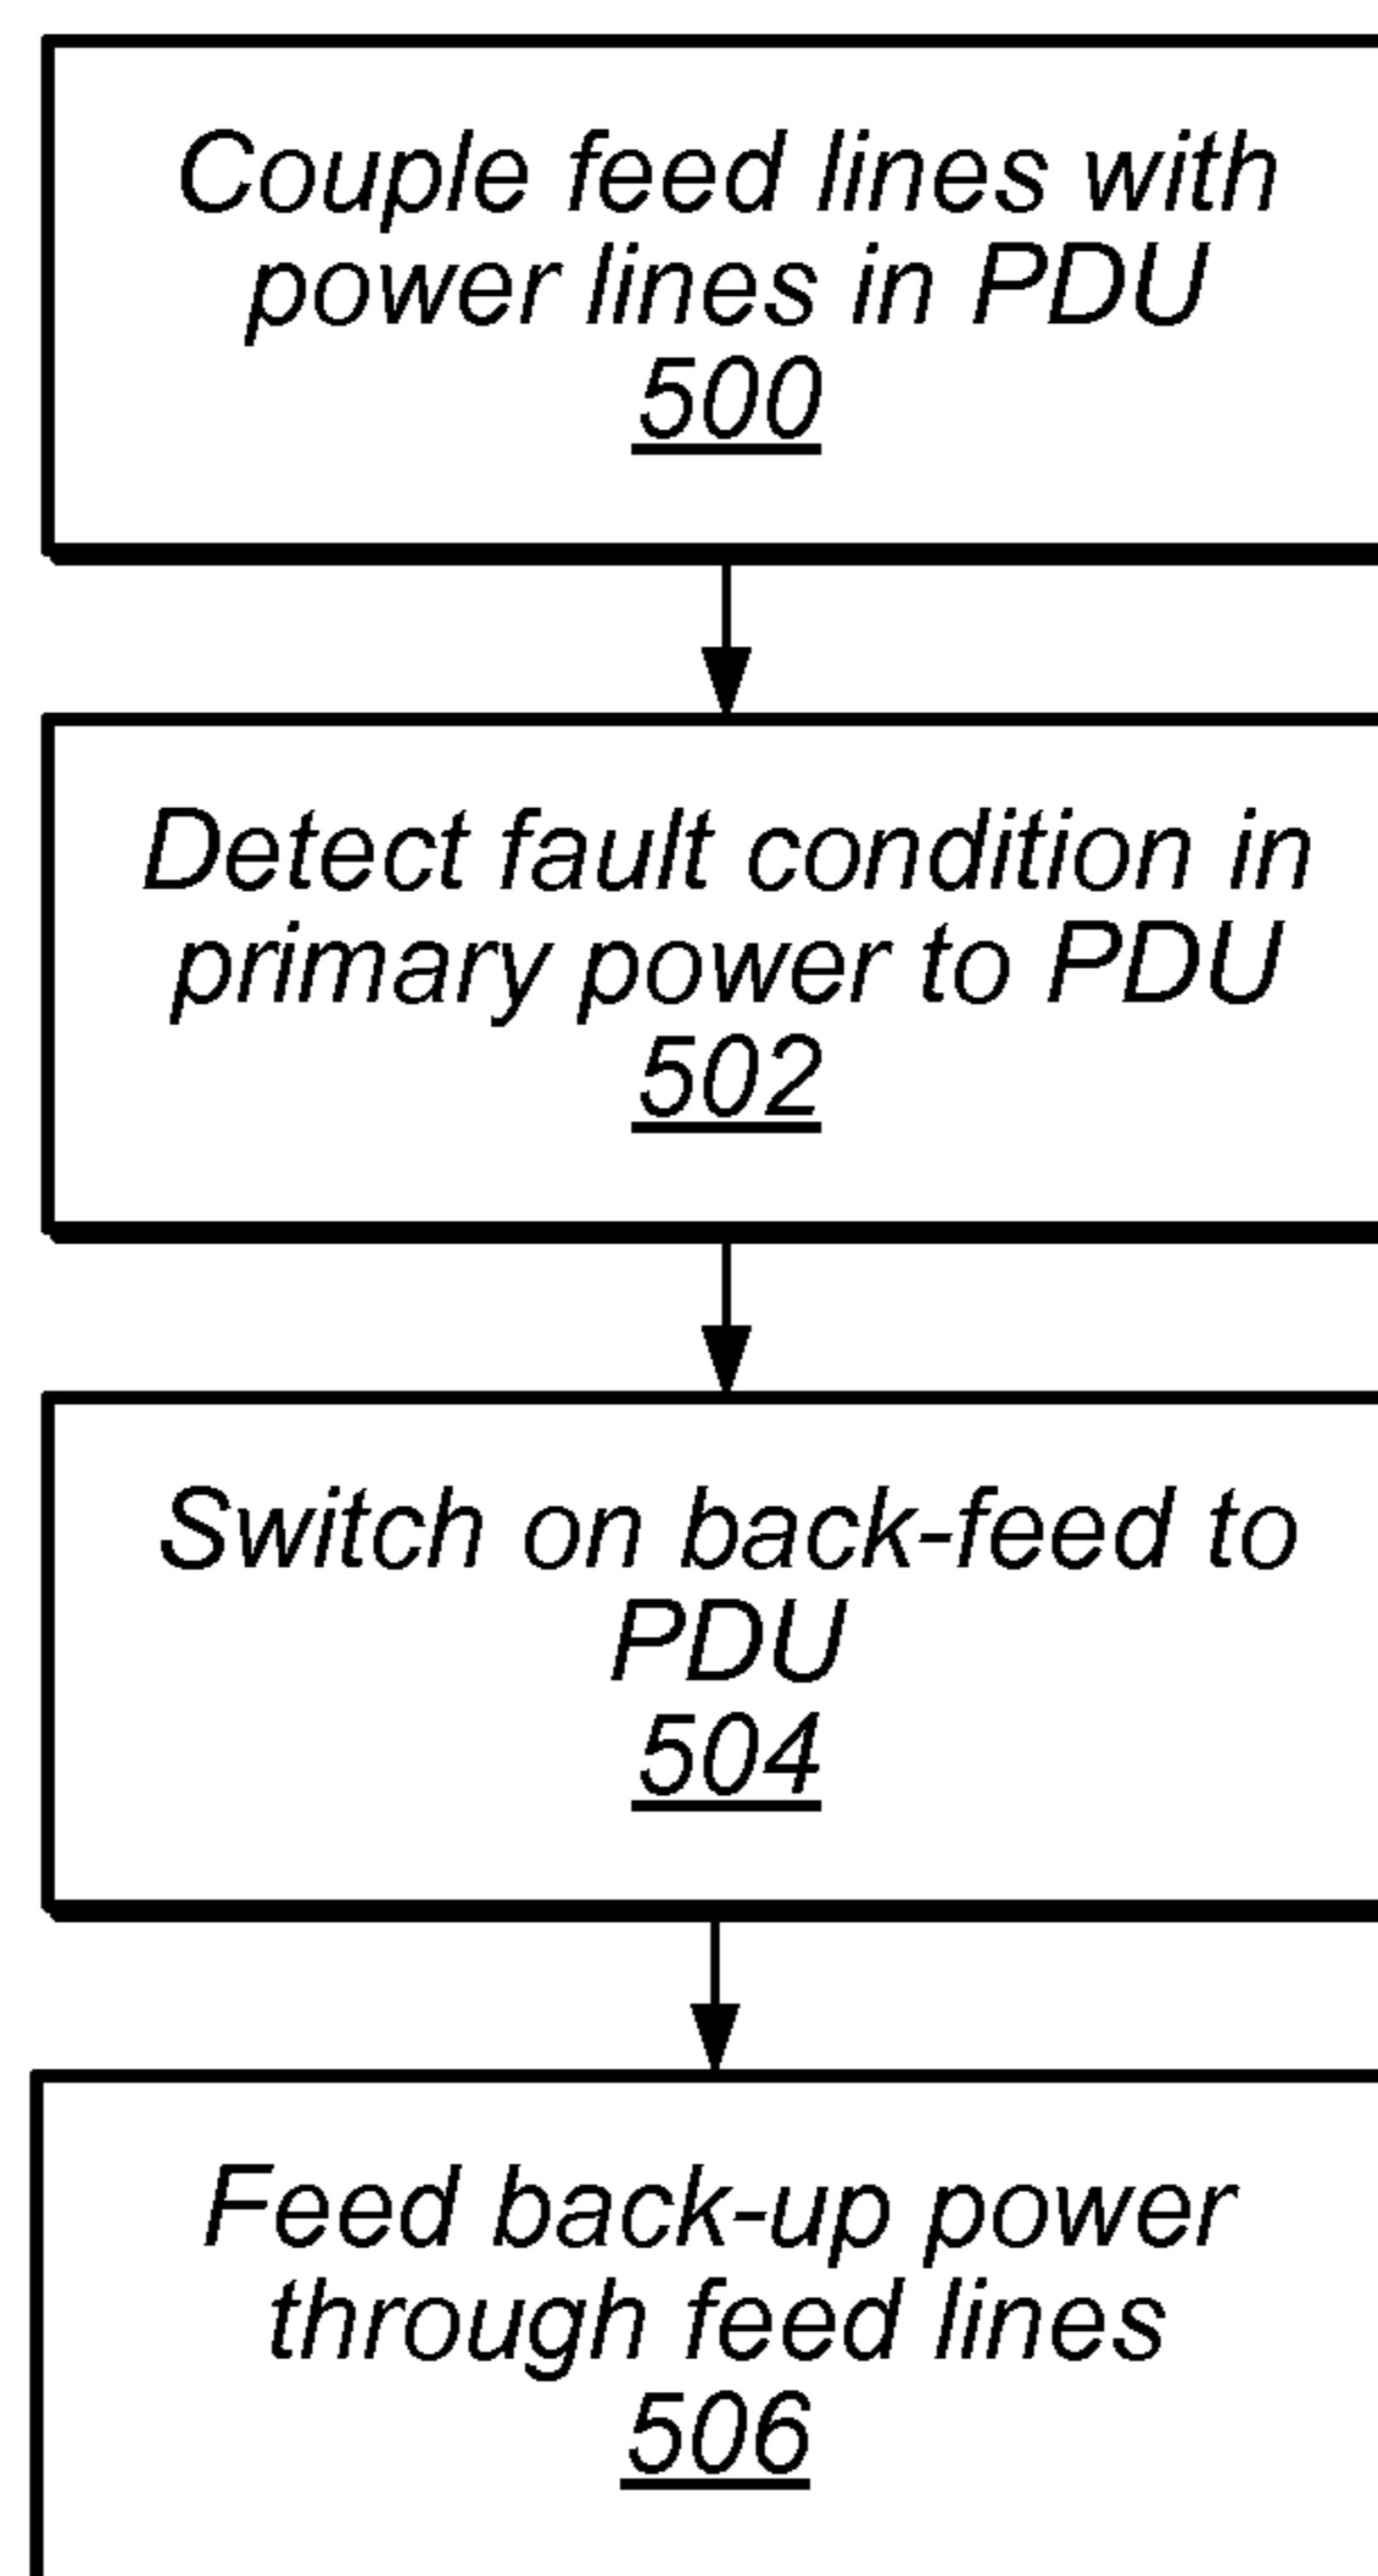 Couple feed lines with
power lines in PDU
500
Detect fault condition in
primary power to PDU
502
Switch on back-feed to
PDU
504
Feed back-up power
through feed lines
506